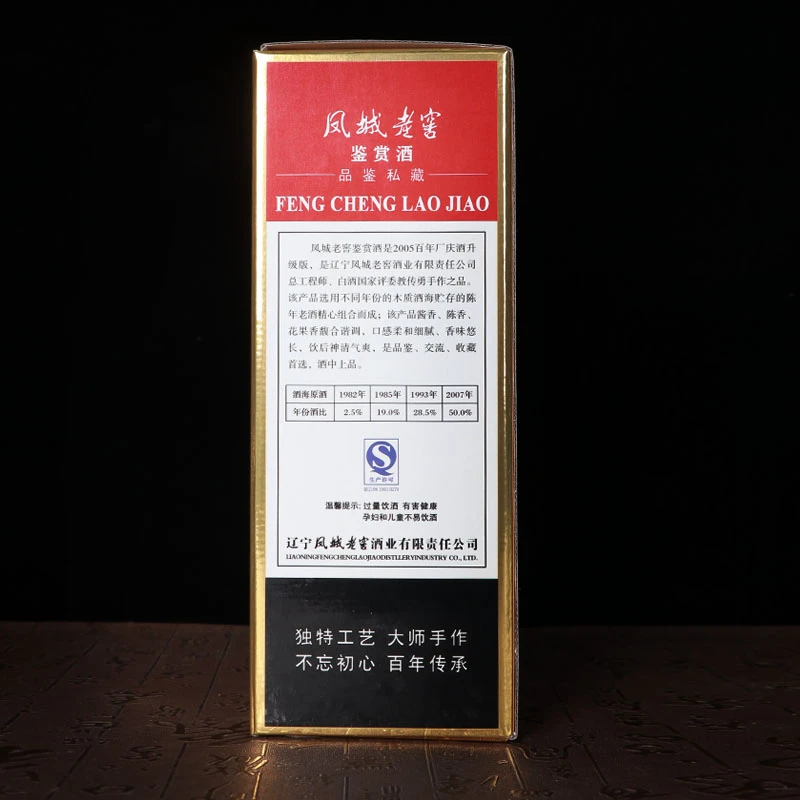 凤城老窖
鉴赏酒
品鉴私藏
FENG CHENG LAO JIAO
凤城老窖鉴赏酒是2005百年厂庆酒升
级版，是辽宁凤城老窖酒业有限责任公司
总工程师、白酒国家评委教传勇手作之品。
该产品选用不同年份的木质酒海贮存的陈
年老酒精心组合而成；该产品酱香、陈香、
花果香馥合谐调，口感柔和细腻、香味悠
长，饮后神清气爽，是品鉴、交流、收藏
首选，酒中上品。
酒海原酒 1982年 1985年 1993年 2007年
年份酒比 2.5% 19.0% 28.5% 50.0%
生产许可
温馨提示: 过量饮酒 有害健康
孕妇和儿童不易饮酒
辽宁凤城老窖酒业有限责任公司
LIAONINGFENGCHENGLAOJIAODISTLLERYINDUSTRY CO., LTD.
独特工艺 大师手作
不忘初心 百年传承